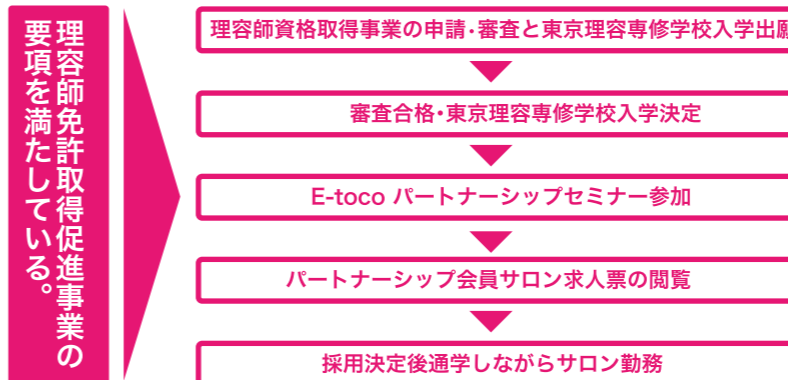 理容師免許取得促進事業の
要項を満たしている。
理容師資格取得事業の申請・審査と東京理容専修学校入学出願
審査合格・東京理容専修学校入学決定
E-toco パートナーシップセミナー参加
パートナーシップ会員サロン求人票の閲覧
採用決定後通学しながらサロン勤務